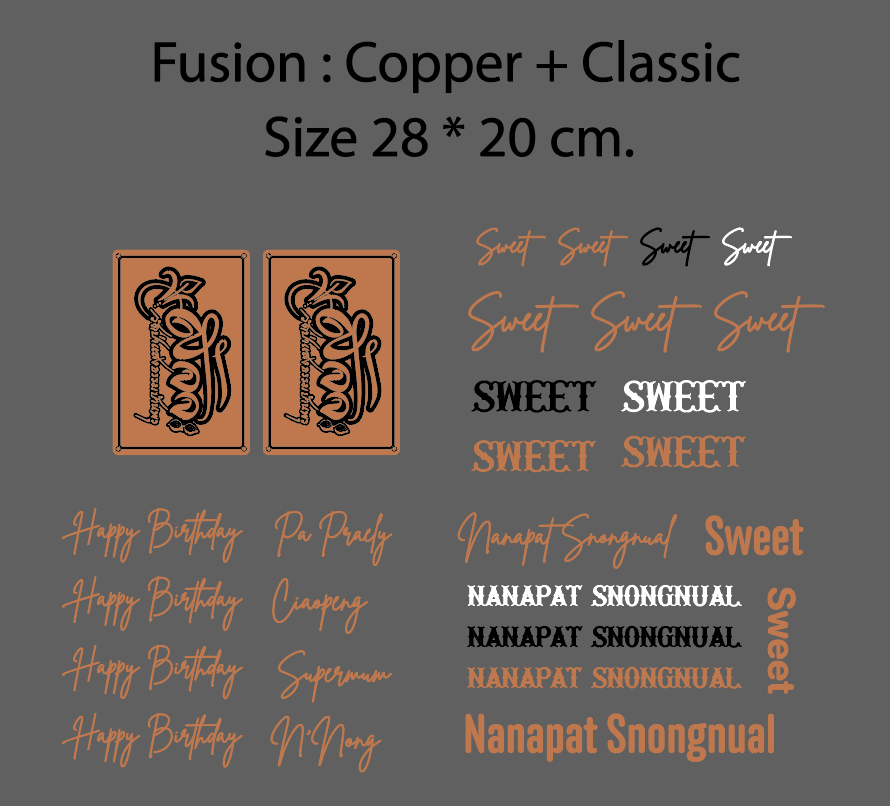 Fusion : Copper + Classic
Size 28 * 20 cm.
Sweet Sweet Sweet Sweet
Sweet Sweet Sweet
SWEET SWEET
SWEET SWEET
Happy Birthday Pa Praely
Happy Birthday Ciaopeng
Happy Birthday Supermum
Happy Birthday N'Nong
Nanapat Snongnual Sweet
NANAPAT SNONGNUAL
NANAPAT SNONGNUAL
NANAPAT SNONGNUAL
Sweet
Nanapat Snongnual